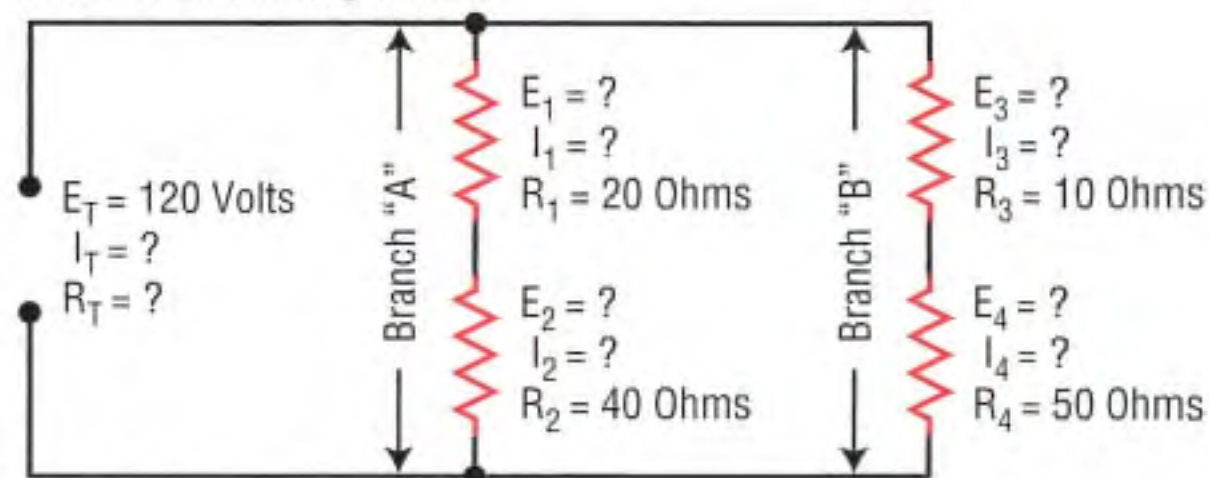 E_T = 120 Volts
I_T = ?
R_T = ?
Branch "A"
E_1 = ?
I_1 = ?
R_1 = 20 Ohms
E_2 = ?
I_2 = ?
R_2 = 40 Ohms
Branch "B"
E_3 = ?
I_3 = ?
R_3 = 10 Ohms
E_4 = ?
I_4 = ?
R_4 = 50 Ohms